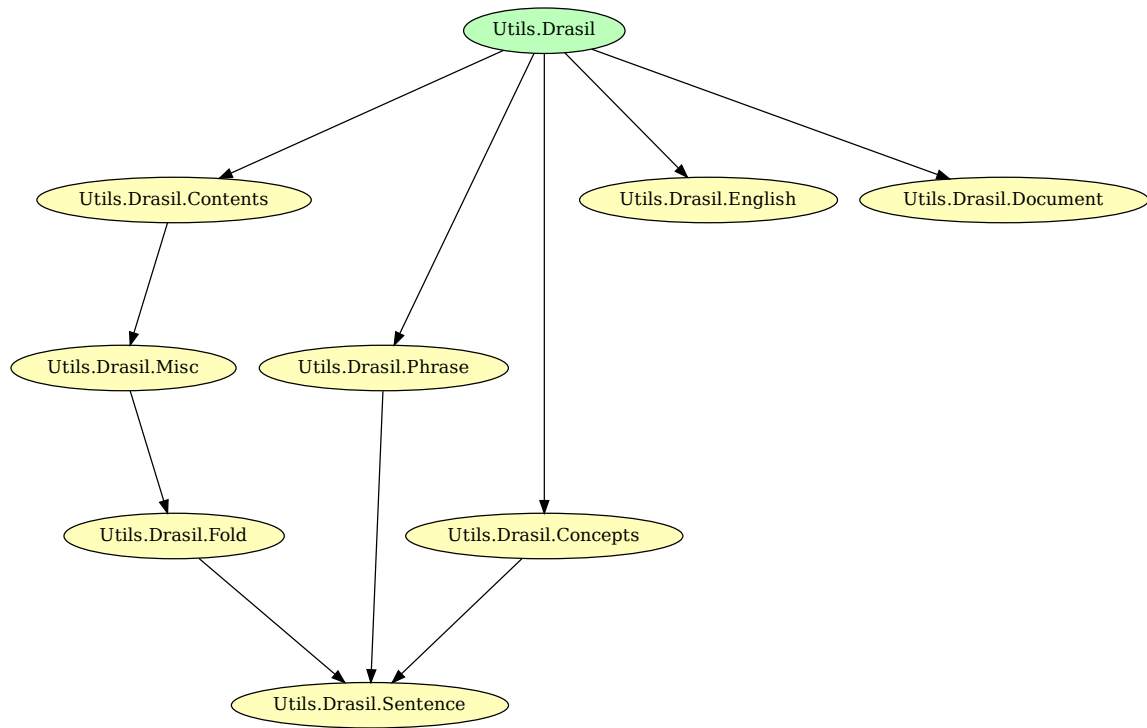 Utils.Drasil
Utils.Drasil.Contents
Utils.Drasil.English
Utils.Drasil.Document
Utils.Drasil.Misc
Utils.Drasil.Phrase
Utils.Drasil.Fold
Utils.Drasil.Concepts
Utils.Drasil.Sentence